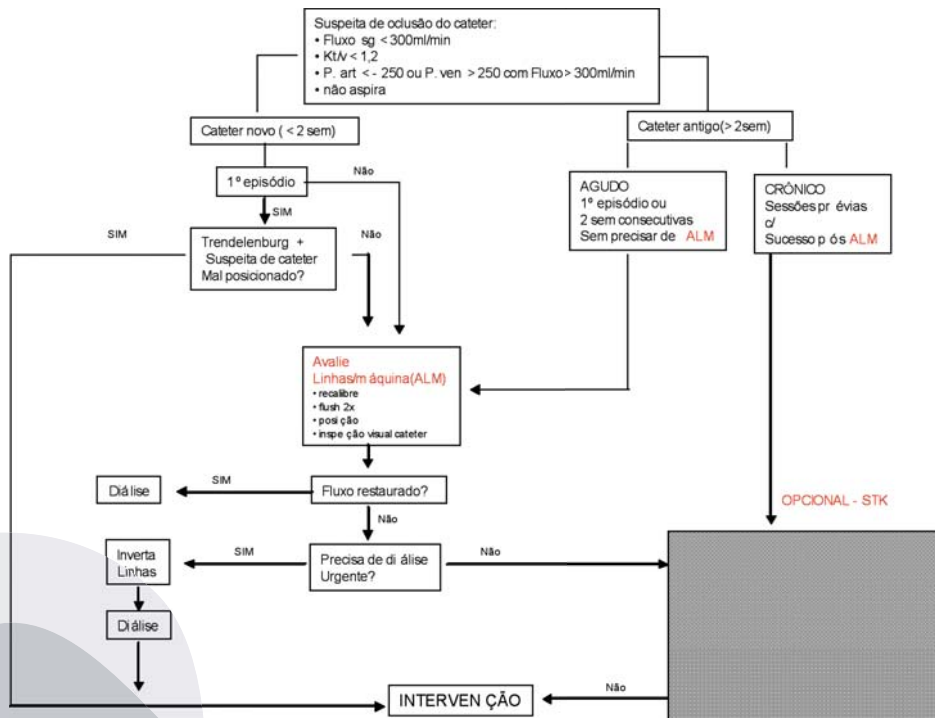 Suspeita de oclusão do cateter:
• Fluxo sg < 300ml/min
• Kt/v < 1,2
• P. art < - 250 ou P. ven > 250 com Fluxo > 300ml/min
• não aspira
Cateter novo ( < 2 sem)
Cateter antigo(> 2sem)
1º episódio
Não
SIM
AGUDO
1º episódio ou
2 sem consecutivas
Sem precisar de ALM
CRÔNICO
Sessões pr évias
c/
Sucesso p ós ALM
SIM
Trendelenburg +
Suspeita de cateter
Mal posicionado?
Não
Avalie
Linhas/m áquina(ALM)
• recalibre
• flush 2x
• posi ção
• inspe ção visual cateter
Diálise
SIM
Fluxo restaurado?
OPCIONAL - STK
Não
Inverta
Linhas
SIM
Precisa de di álise
Urgente?
Não
Di álise
INTERVEN ÇÃO
Não